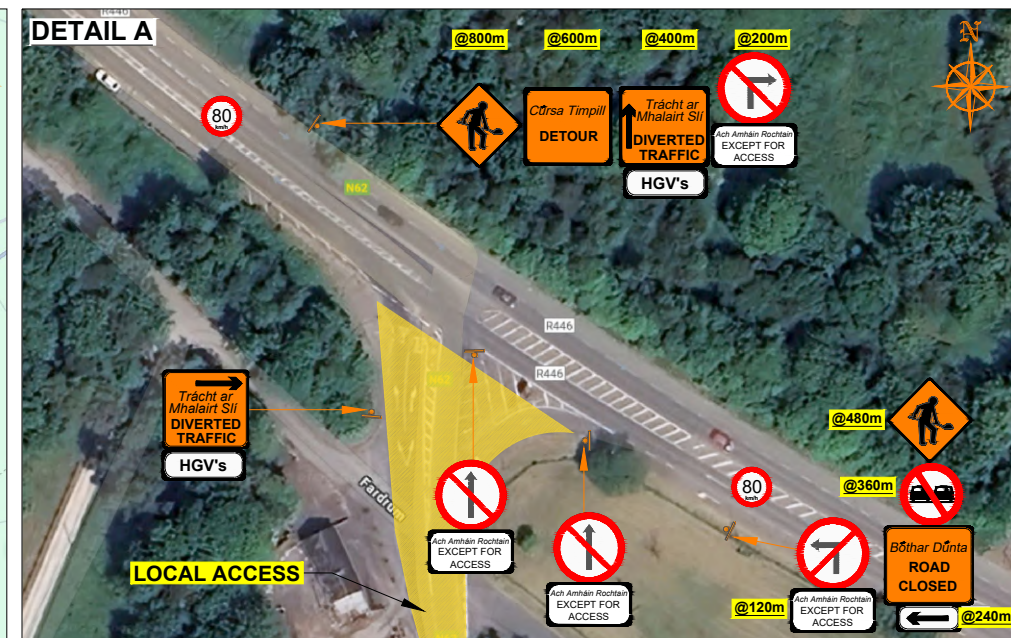 DETAIL A
@800m
@600m
@400m
@200m
N
80
km/h
Cúrsa Timpill
DETOUR
Trácht ar
Mhalairt Slí
DIVERTED
TRAFFIC
HGV's
Ach Amháin Rochtain
EXCEPT FOR
ACCESS
N62
R446
R446
N62
Trácht ar
Mhalairt Slí
DIVERTED
TRAFFIC
HGV's
Fardrum
@480m
@360m
80
km/h
Ach Amháin Rochtain
EXCEPT FOR
ACCESS
Ach Amháin Rochtain
EXCEPT FOR
ACCESS
@120m
Ach Amháin Rochtain
EXCEPT FOR
ACCESS
Bóthar Dúnta
ROAD
CLOSED
@240m
LOCAL ACCESS